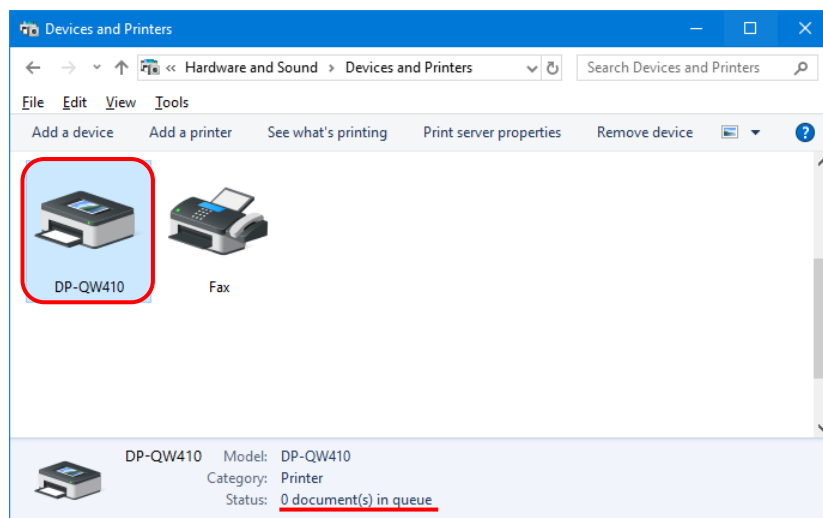 Devices and Printers
« Hardware and Sound › Devices and Printers Search Devices and Printers
File Edit View Tools
Add a device Add a printer See what's printing Print server properties Remove device ?
DP-QW410 Fax
DP-QW410 Model: DP-QW410
Category: Printer
Status: 0 document(s) in queue